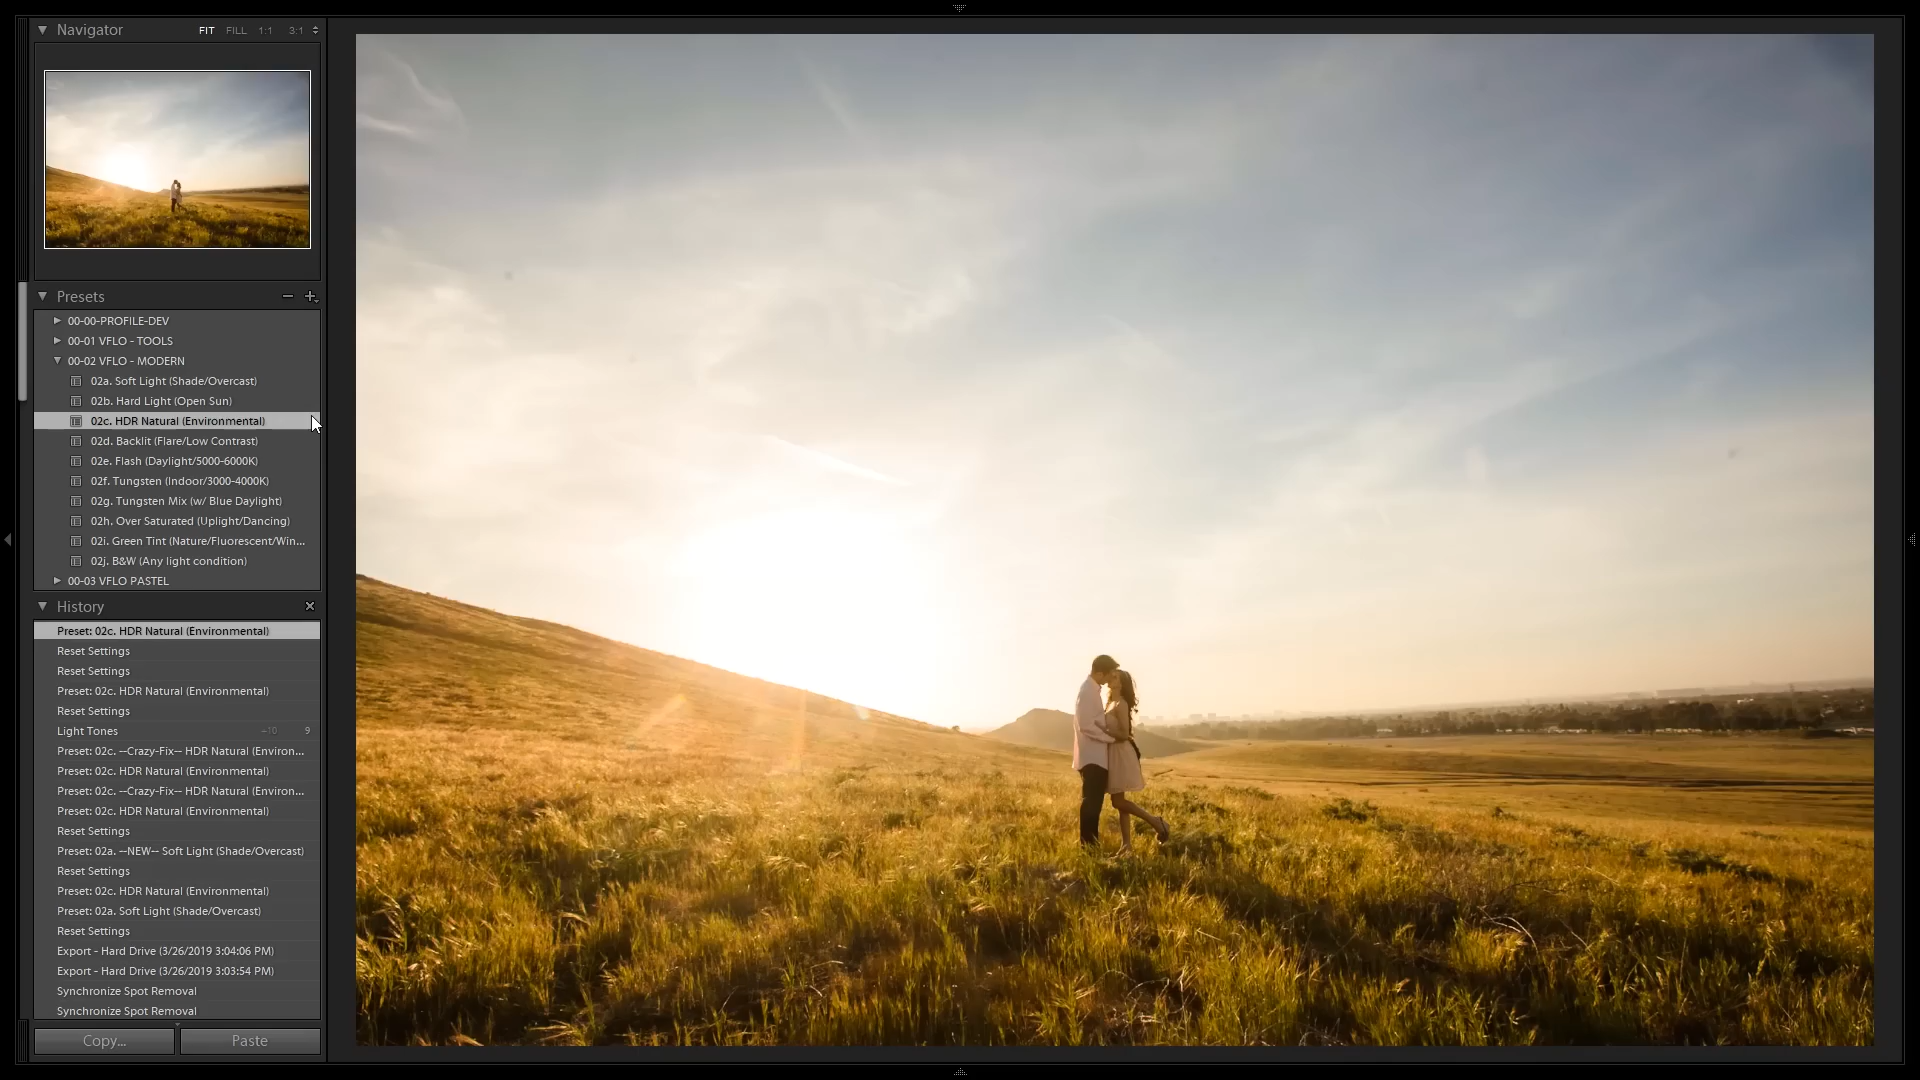 Navigator FIT FILL 1:1 3:1
Presets
00-00-PROFILE-DEV
00-01 VFLO - TOOLS
00-02 VFLO - MODERN
02a. Soft Light (Shade/Overcast)
02b. Hard Light (Open Sun)
02c. HDR Natural (Environmental)
02d. Backlit (Flare/Low Contrast)
02e. Flash (Daylight/5000-6000K)
02f. Tungsten (Indoor/3000-4000K)
02g. Tungsten Mix (w/ Blue Daylight)
02h. Over Saturated (Uplight/Dancing)
02i. Green Tint (Nature/Fluorescent/Win...
02j. B&W (Any light condition)
00-03 VFLO PASTEL
History
Preset: 02c. HDR Natural (Environmental)
Reset Settings
Reset Settings
Preset: 02c. HDR Natural (Environmental)
Reset Settings
Light Tones 9
Preset: 02c. --Crazy-Fix-- HDR Natural (Environ...
Preset: 02c. HDR Natural (Environmental)
Preset: 02c. --Crazy-Fix-- HDR Natural (Environ...
Preset: 02c. HDR Natural (Environmental)
Reset Settings
Preset: 02a. --NEW-- Soft Light (Shade/Overcast)
Reset Settings
Preset: 02c. HDR Natural (Environmental)
Preset: 02a. Soft Light (Shade/Overcast)
Reset Settings
Export - Hard Drive (3/26/2019 3:04:06 PM)
Export - Hard Drive (3/26/2019 3:03:54 PM)
Synchronize Spot Removal
Synchronize Spot Removal
Copy... Paste